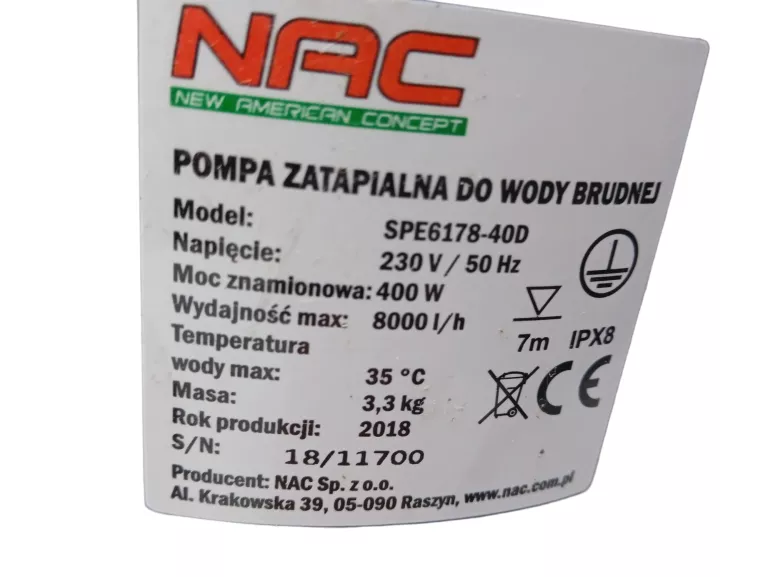 NAC
NEW AMERICAN CONCEPT
POMPA ZATAPIALNA DO WODY BRUDNEJ
Model: SPE6178-40D
Napięcie: 230 V / 50 Hz
Moc znamionowa: 400 W
Wydajność max: 8000 l/h
7m IPX8
Temperatura
wody max: 35 °C
Masa: 3,3 kg
CE
Rok produkcji: 2018
S/N: 18/11700
Producent: NAC Sp. z o.o.
Al. Krakowska 39, 05-090 Raszyn, www.nac.com.pl